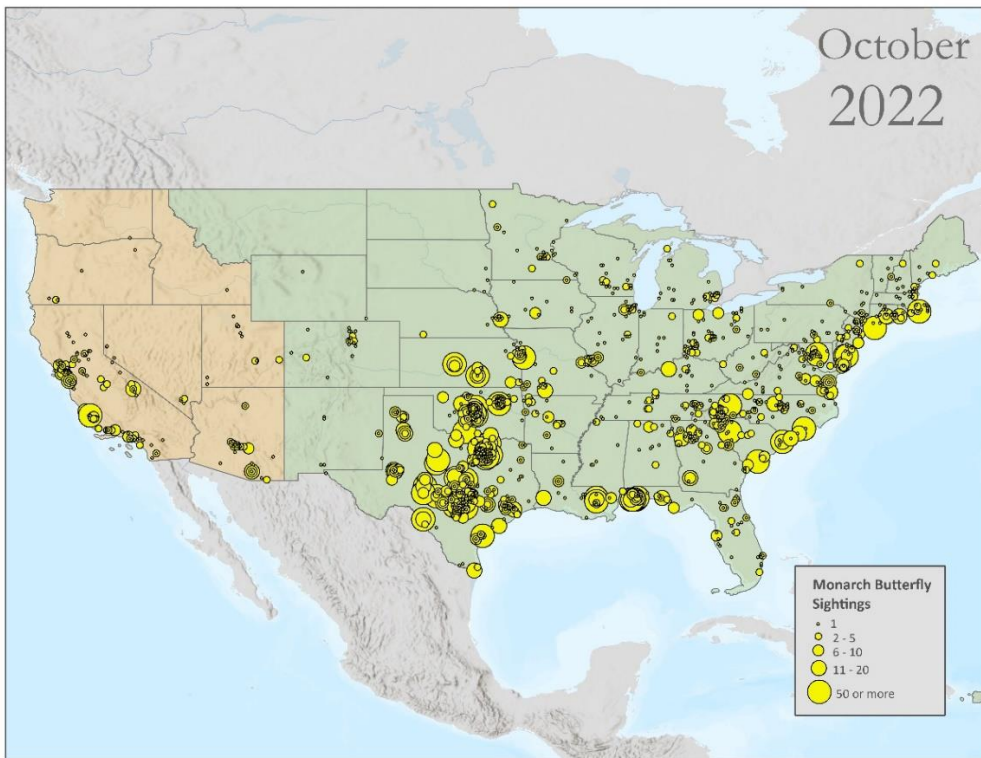 October
2022
Monarch Butterfly
Sightings
1
2 - 5
6 - 10
11 - 20
50 or more